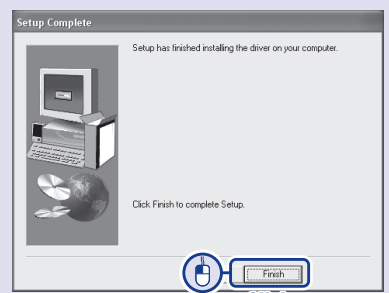 Setup Complete
Setup has finished installing the driver on your computer.
Click Finish to complete Setup.
Finish